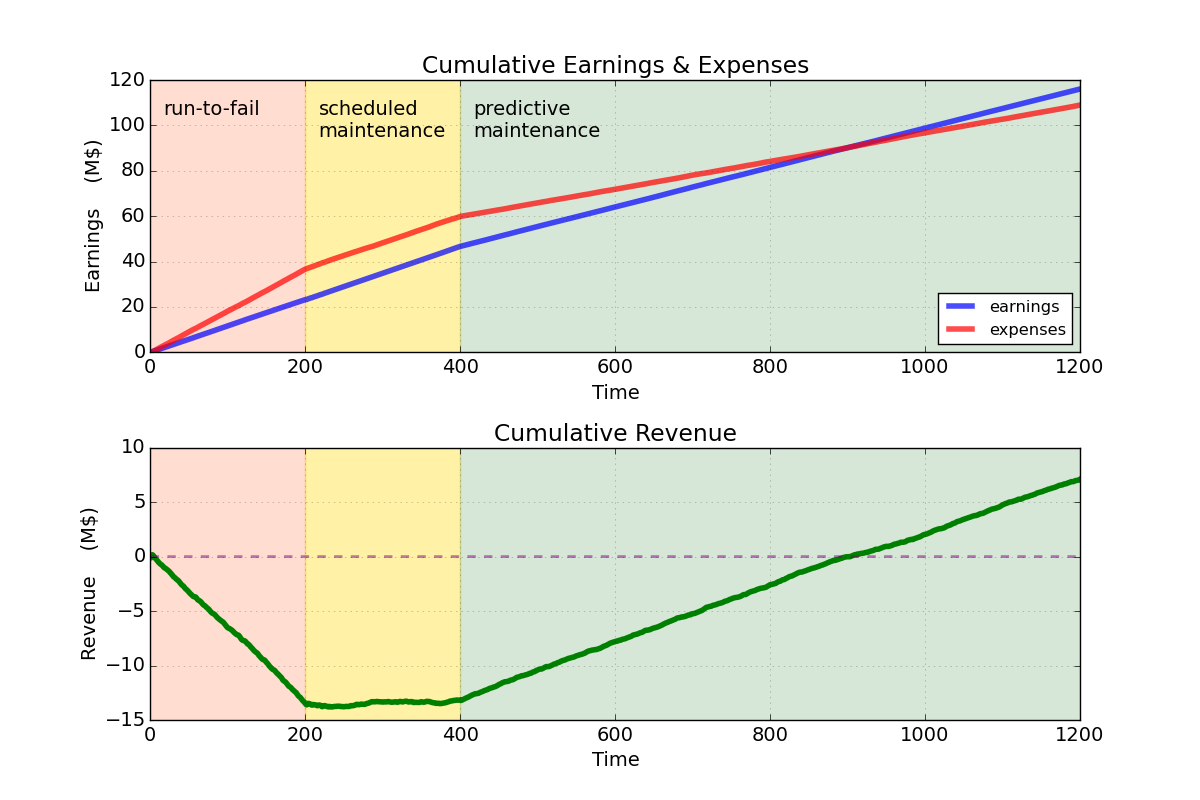 Cumulative Earnings & Expenses
120
100
80
60
40
20
0
Earnings (M$)
run-to-fail
scheduled
maintenance
predictive
maintenance
earnings
expenses
0 200 400 600 800 1000 1200
Time
Cumulative Revenue
10
5
0
−5
−10
−15
Revenue (M$)
0 200 400 600 800 1000 1200
Time